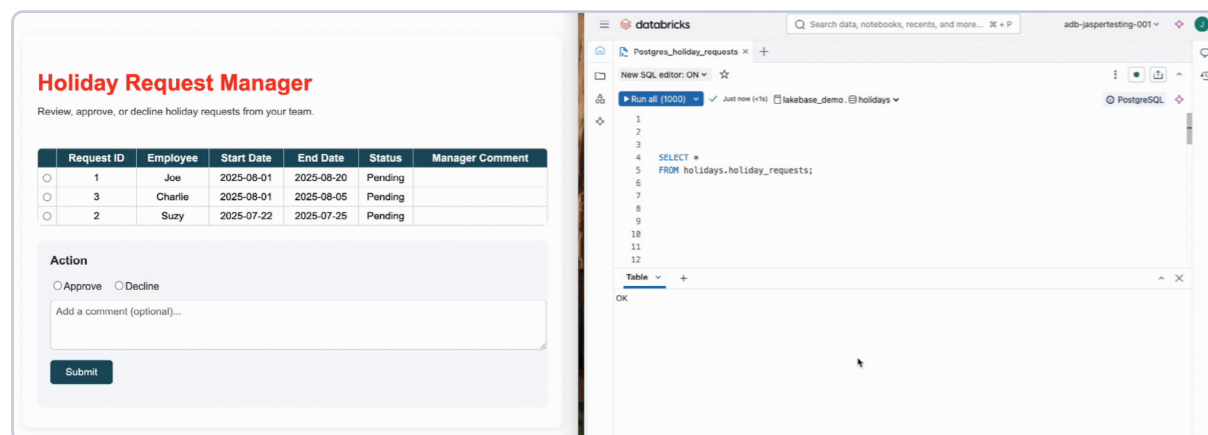 Holiday Request Manager
Review, approve, or decline holiday requests from your team.
Request ID Employee Start Date End Date Status Manager Comment
1 Joe 2025-08-01 2025-08-20 Pending
3 Charlie 2025-08-01 2025-08-05 Pending
2 Suzy 2025-07-22 2025-07-25 Pending
Action
Approve Decline
Add a comment (optional)...
Submit
databricks
Search data, notebooks, recents, and more... ⌘ + P
adb-jaspertesting-001
J
Postgres_holiday_requests × +
New SQL editor: ON
Run all (1000) Just now (<1s) lakebase_demo. holidays PostgreSQL
1
2
3
4 SELECT *
5 FROM holidays.holiday_requests;
6
7
8
9
10
11
12
Table +
OK